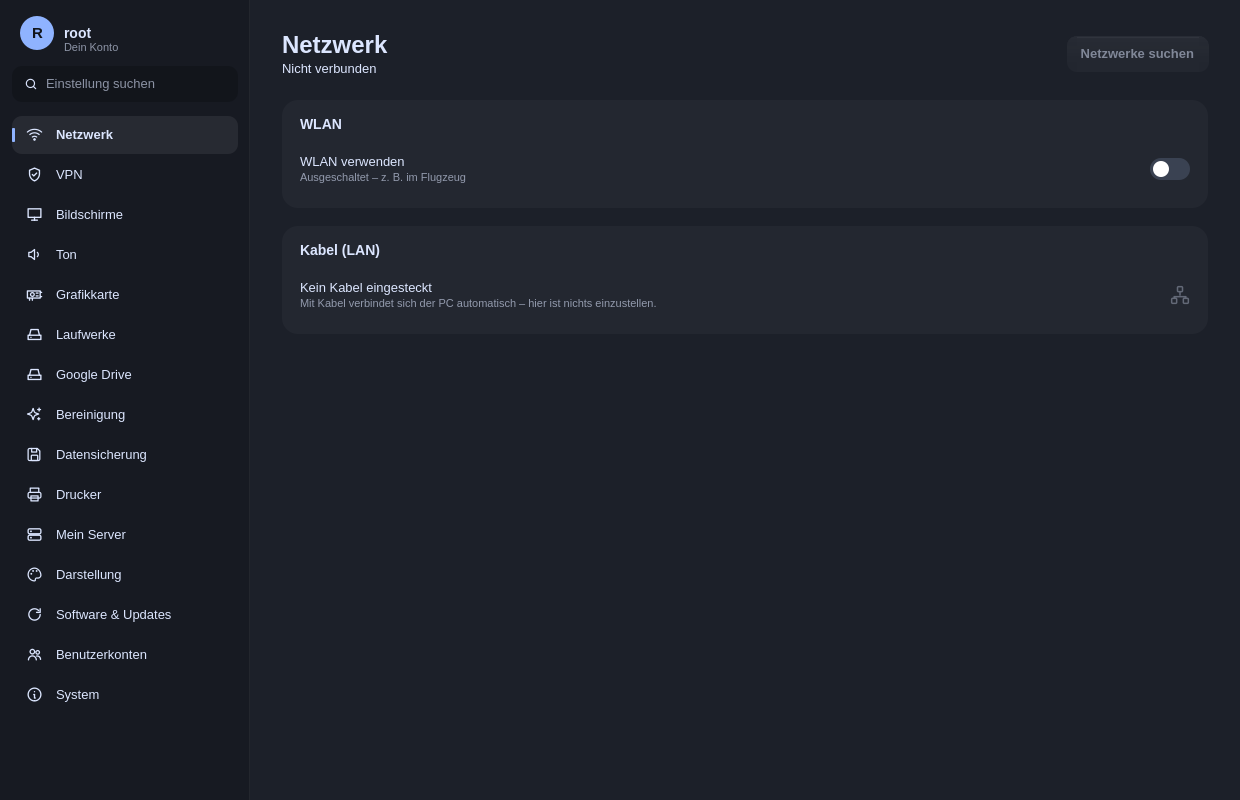 R
root
Dein Konto
Einstellung suchen
Netzwerk
VPN
Bildschirme
Ton
Grafikkarte
Laufwerke
Google Drive
Bereinigung
Datensicherung
Drucker
Mein Server
Darstellung
Software & Updates
Benutzerkonten
System
Netzwerk
Nicht verbunden
Netzwerke suchen
WLAN
WLAN verwenden
Ausgeschaltet – z. B. im Flugzeug
Kabel (LAN)
Kein Kabel eingesteckt
Mit Kabel verbindet sich der PC automatisch – hier ist nichts einzustellen.